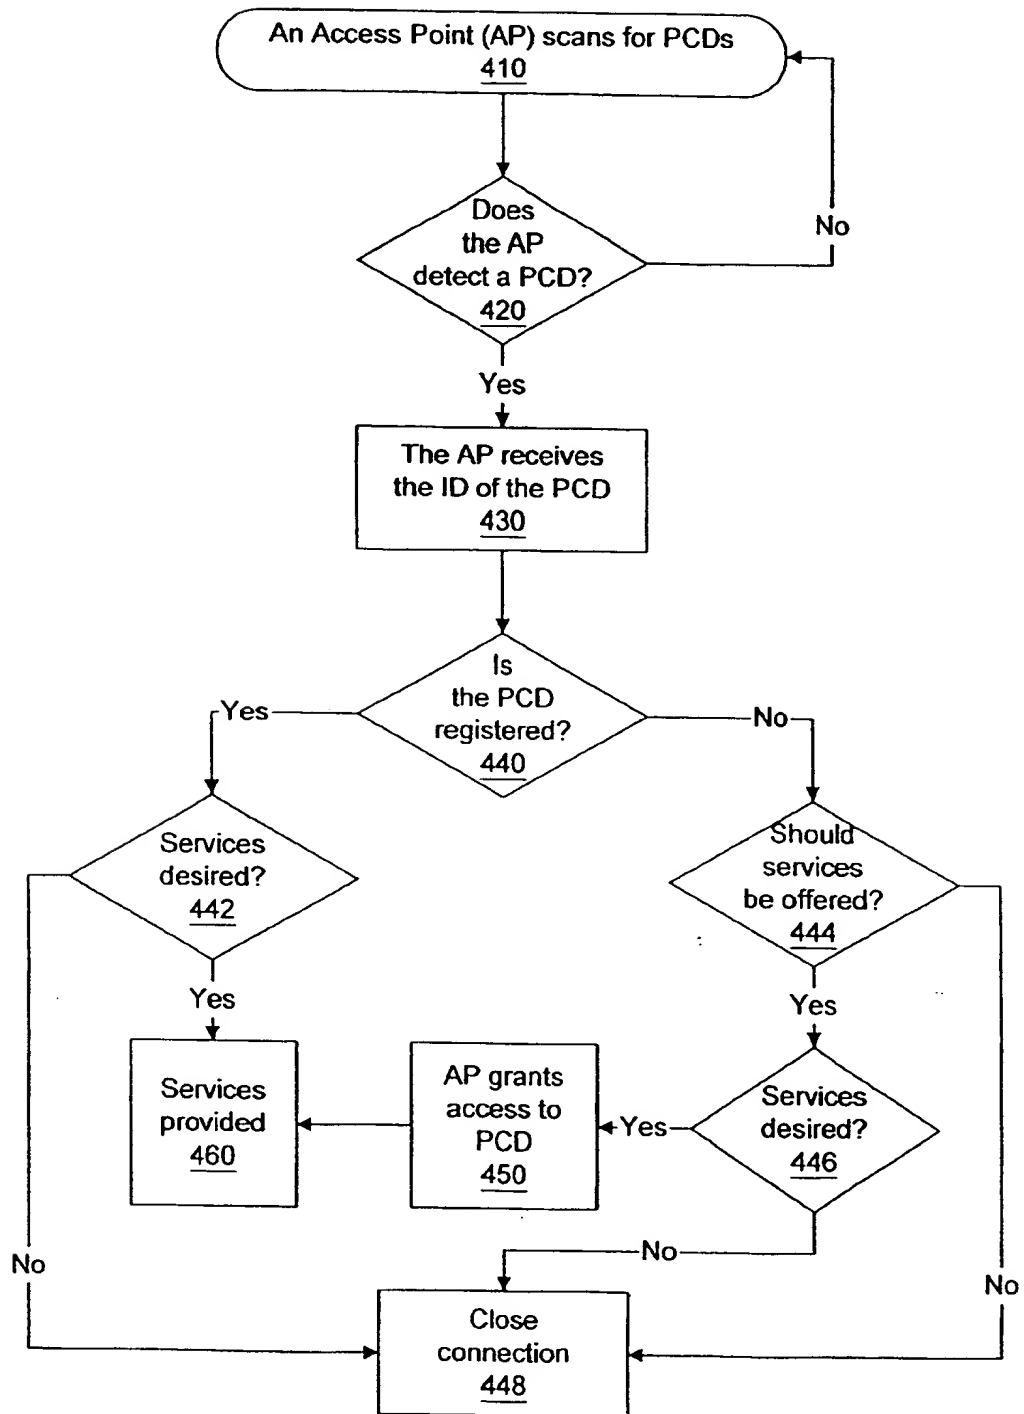 An Access Point (AP) scans for PCDs
410
Does
the AP
detect a PCD?
420
No
Yes
The AP receives
the ID of the PCD
430
Is
the PCD
registered?
440
Yes
No
Services
desired?
442
Should
services
be offered?
444
Yes
Yes
Services
provided
460
AP grants
access to
PCD
450
Yes
Services
desired?
446
No
No
No
Close
connection
448